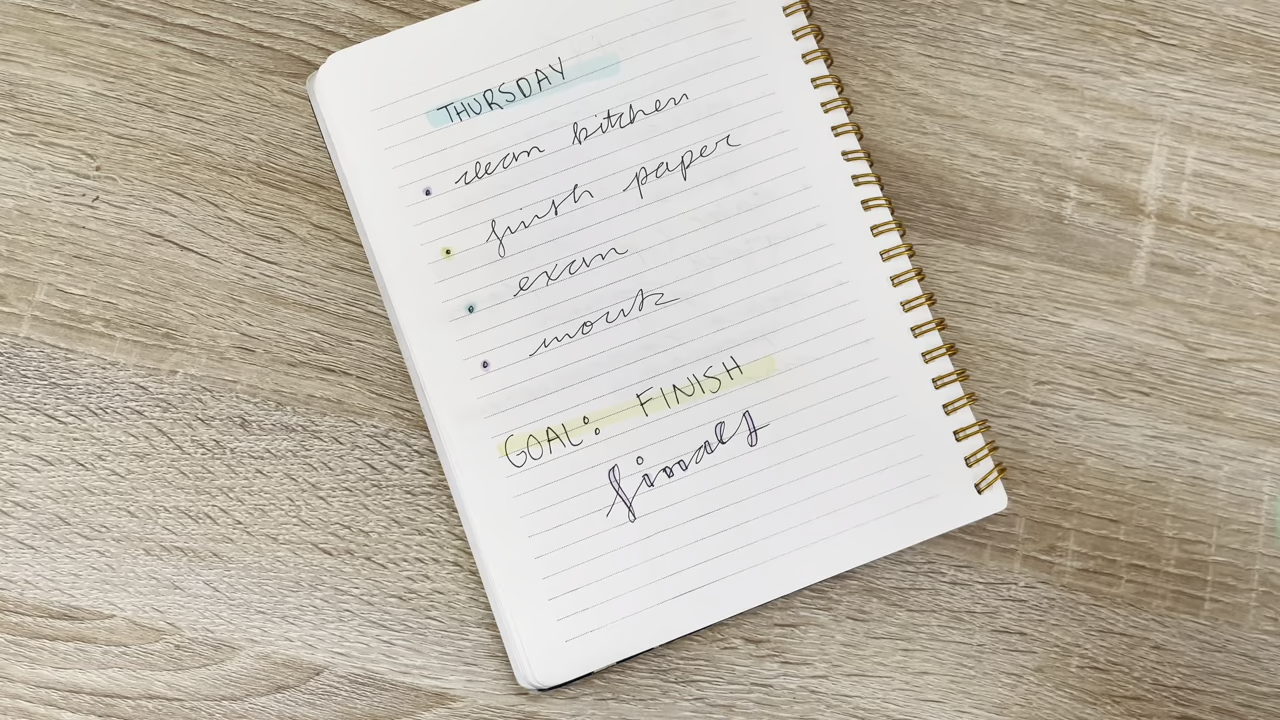 THURSDAY
• clean kitchen
• finish paper
• exam
• work
GOAL: FINISH
finals